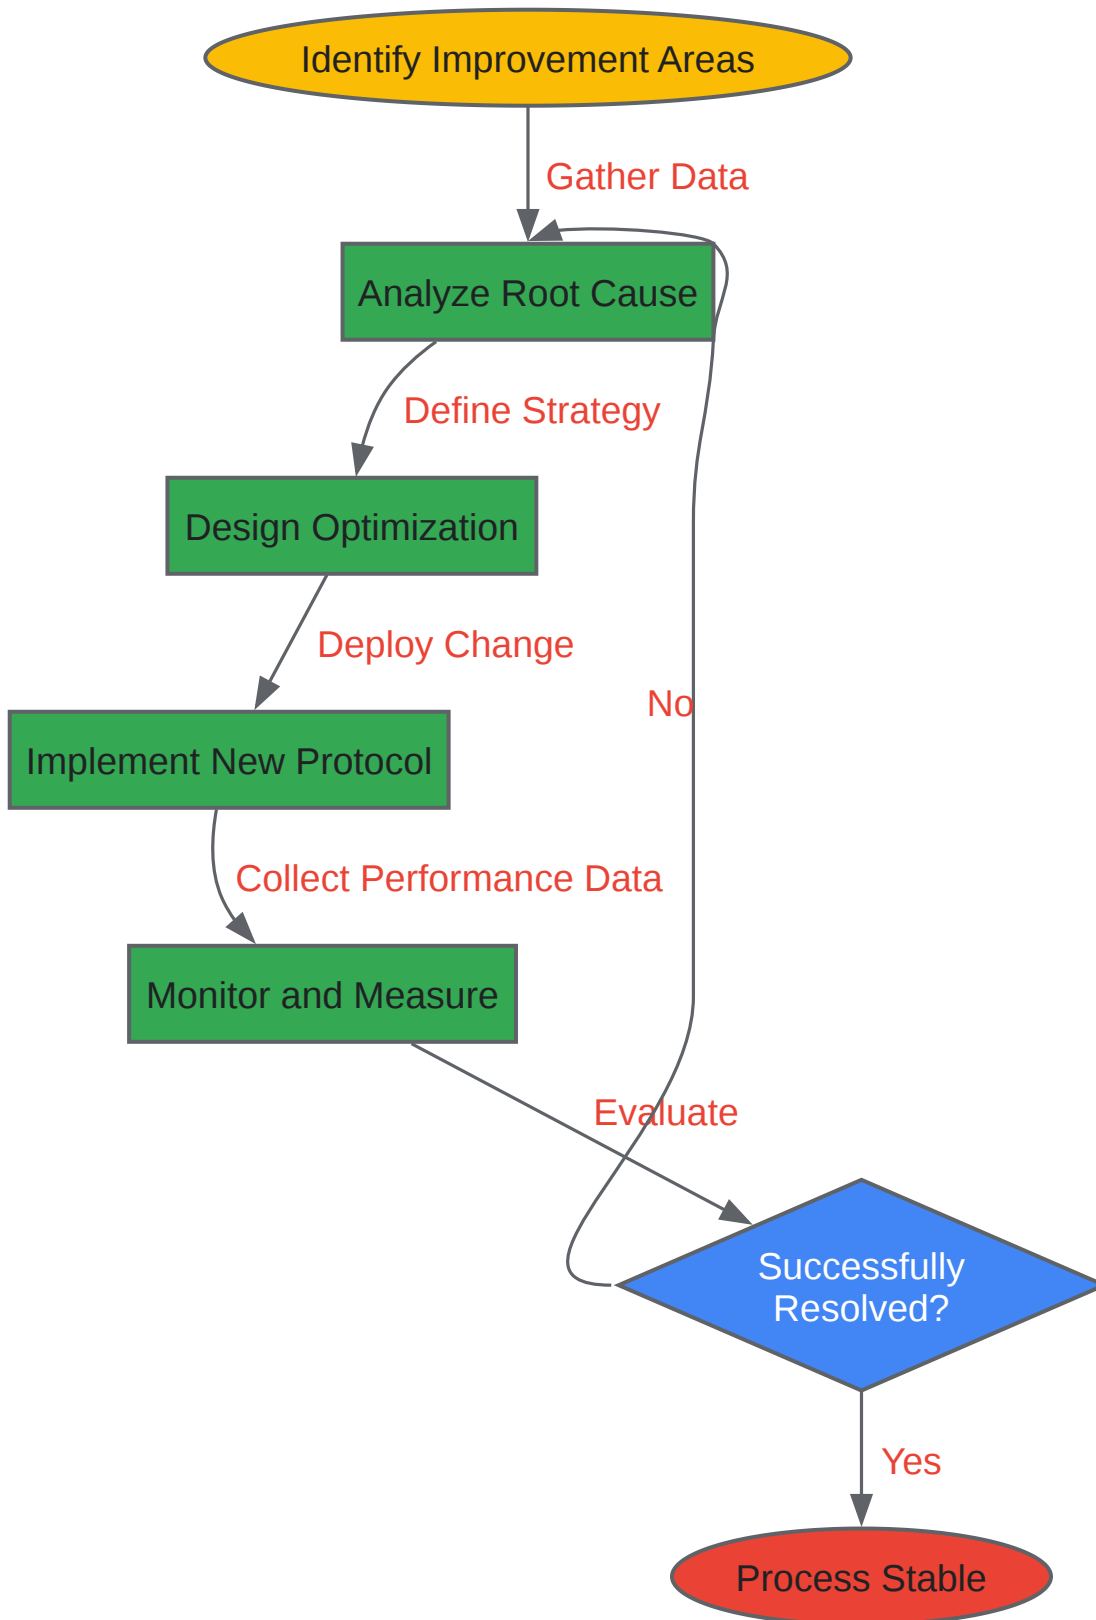 Identify Improvement Areas
Gather Data
Analyze Root Cause
Define Strategy
Design Optimization
Deploy Change
No
Implement New Protocol
Collect Performance Data
Monitor and Measure
Evaluate
Successfully
Resolved?
Yes
Process Stable